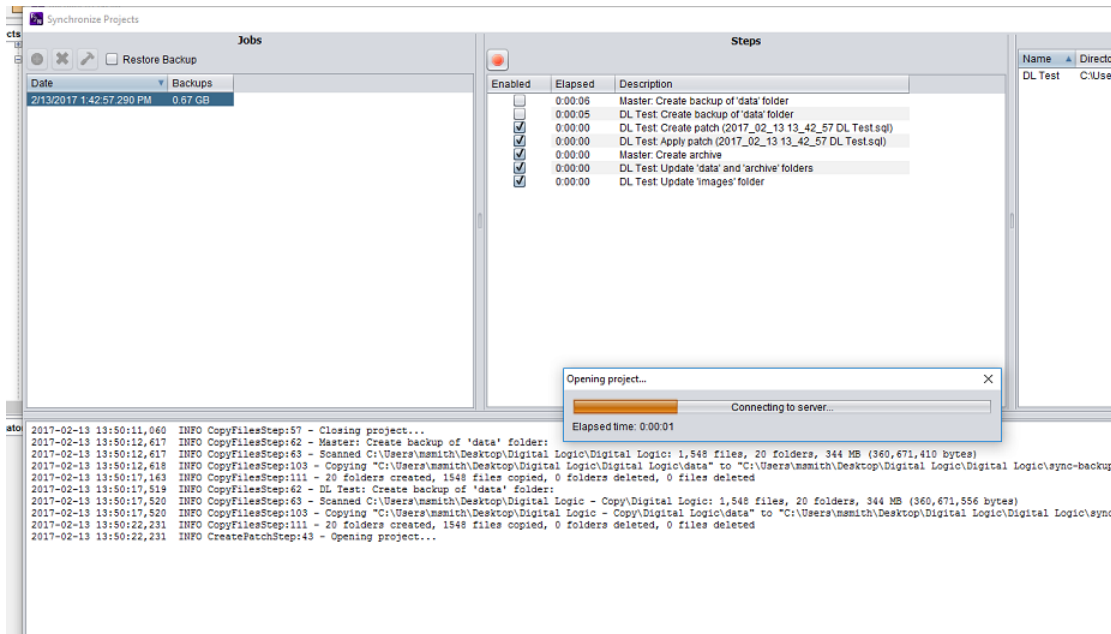 Synchronize Projects
cts
Jobs
Restore Backup
Date Backups
2/13/2017 1:42:57.290 PM 0.67 GB
Steps
Enabled Elapsed Description
0:00:06 Master: Create backup of 'data' folder
0:00:05 DL Test: Create backup of 'data' folder
0:00:00 DL Test: Create patch (2017_02_13 13_42_57 DL Test.sql)
0:00:00 DL Test: Apply patch (2017_02_13 13_42_57 DL Test.sql)
0:00:00 Master: Create archive
0:00:00 DL Test: Update 'data' and 'archive' folders
0:00:00 DL Test: Update 'images' folder
Name Directo
DL Test C:\Use
Opening project...
Connecting to server...
Elapsed time: 0:00:01
ato
2017-02-13 13:50:11,060 INFO CopyFilesStep:57 - Closing project...
2017-02-13 13:50:12,617 INFO CopyFilesStep:62 - Master: Create backup of 'data' folder:
2017-02-13 13:50:12,617 INFO CopyFilesStep:63 - Scanned C:\Users\msmith\Desktop\Digital Logic\Digital Logic: 1,548 files, 20 folders, 344 MB (360,671,410 bytes)
2017-02-13 13:50:12,618 INFO CopyFilesStep:103 - Copying "C:\Users\msmith\Desktop\Digital Logic\Digital Logic\data" to "C:\Users\msmith\Desktop\Digital Logic\Digital Logic\sync-backup
2017-02-13 13:50:17,163 INFO CopyFilesStep:111 - 20 folders created, 1548 files copied, 0 folders deleted, 0 files deleted
2017-02-13 13:50:17,519 INFO CopyFilesStep:62 - DL Test: Create backup of 'data' folder:
2017-02-13 13:50:17,520 INFO CopyFilesStep:63 - Scanned C:\Users\msmith\Desktop\Digital Logic - Copy\Digital Logic: 1,548 files, 20 folders, 344 MB (360,671,556 bytes)
2017-02-13 13:50:17,520 INFO CopyFilesStep:103 - Copying "C:\Users\msmith\Desktop\Digital Logic - Copy\Digital Logic\data" to "C:\Users\msmith\Desktop\Digital Logic\Digital Logic\sync
2017-02-13 13:50:22,231 INFO CopyFilesStep:111 - 20 folders created, 1548 files copied, 0 folders deleted, 0 files deleted
2017-02-13 13:50:22,231 INFO CreatePatchStep:43 - Opening project...